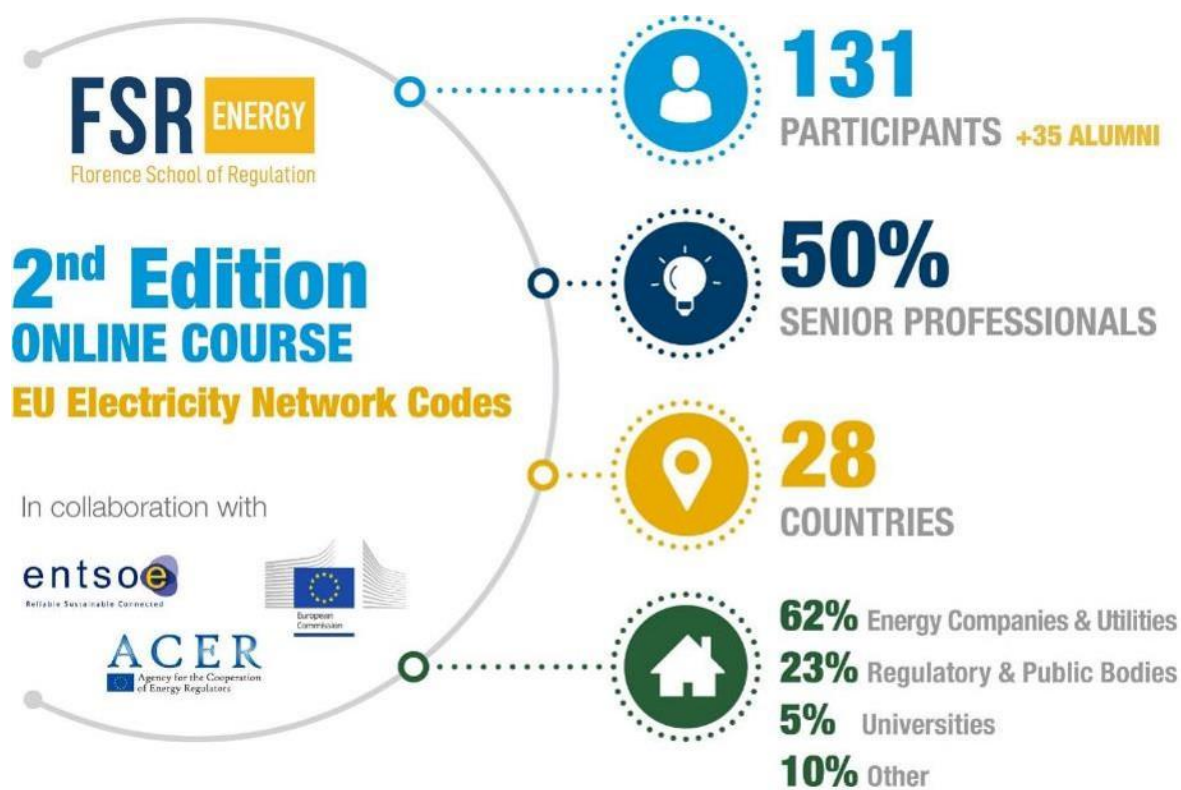 FSR ENERGY
Florence School of Regulation
2nd Edition
ONLINE COURSE
EU Electricity Network Codes
In collaboration with
entsoe
Reliable Sustainable Connected
European
Commission
ACER
Agency for the Cooperation
of Energy Regulators
131
PARTICIPANTS +35 ALUMNI
50%
SENIOR PROFESSIONALS
28
COUNTRIES
62% Energy Companies & Utilities
23% Regulatory & Public Bodies
5% Universities
10% Other